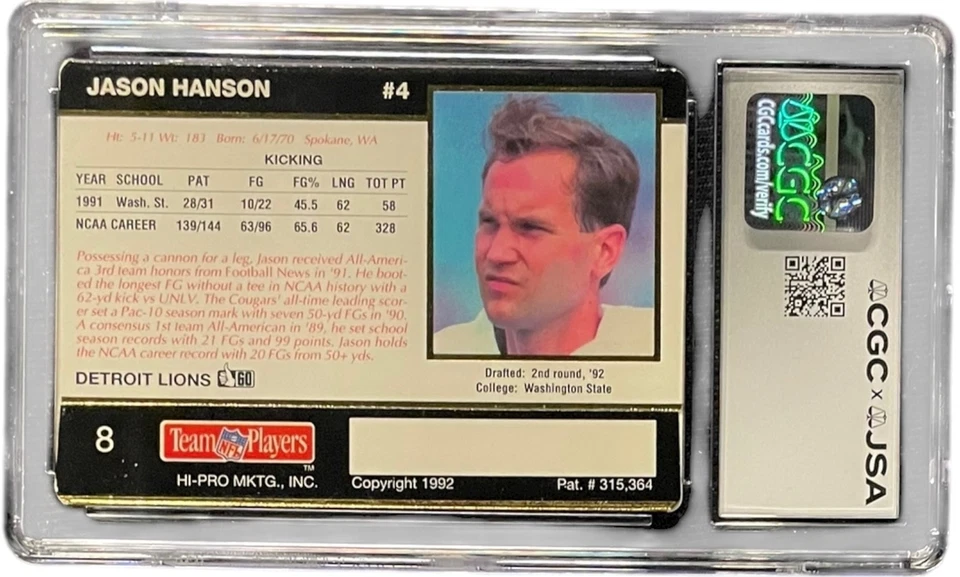 JASON HANSON #4
Ht: 5-11 Wt: 183 Born: 6/17/70 Spokane, WA
KICKING
YEAR SCHOOL PAT FG FG% LNG TOT PT
1991 Wash. St. 28/31 10/22 45.5 62 58
NCAA CAREER 139/144 63/96 65.6 62 328
Possessing a cannon for a leg, Jason received All-Ameri-
ca 3rd team honors from Football News in '91. He boot-
ed the longest FG without a tee in NCAA history with a
62-yd kick vs UNLV. The Cougars' all-time leading scor-
er set a Pac-10 season mark with seven 50-yd FGs in '90.
A consensus 1st team All-American in '89, he set school
season records with 21 FGs and 99 points. Jason holds
the NCAA career record with 20 FGs from 50+ yds.
DETROIT LIONS GO
Drafted: 2nd round, '92
College: Washington State
8
Team NFL Players
TM
HI-PRO MKTG., INC.
Copyright 1992
Pat. # 315,364
CGC
CGCcards.com/verify
CGC x JSA